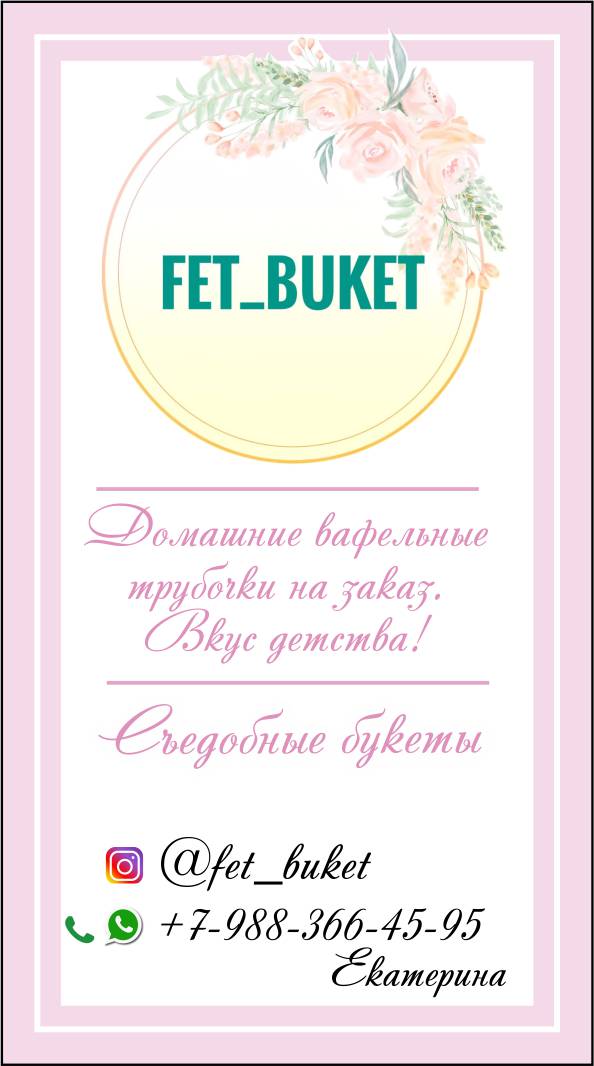 FET_BUKET
Домашние вафельные
трубочки на заказ.
Вкус детства!
Съедобные букеты
@fet_buket
+7-988-366-45-95
Екатерина